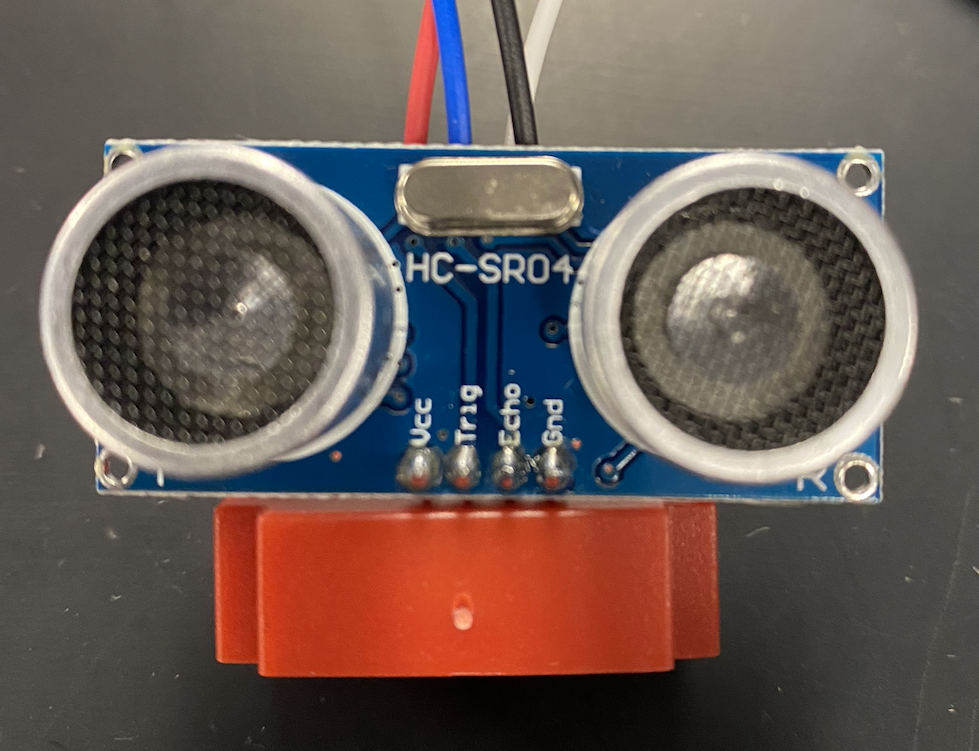 HC-SR04
Vcc
Trig
Echo
Gnd
R